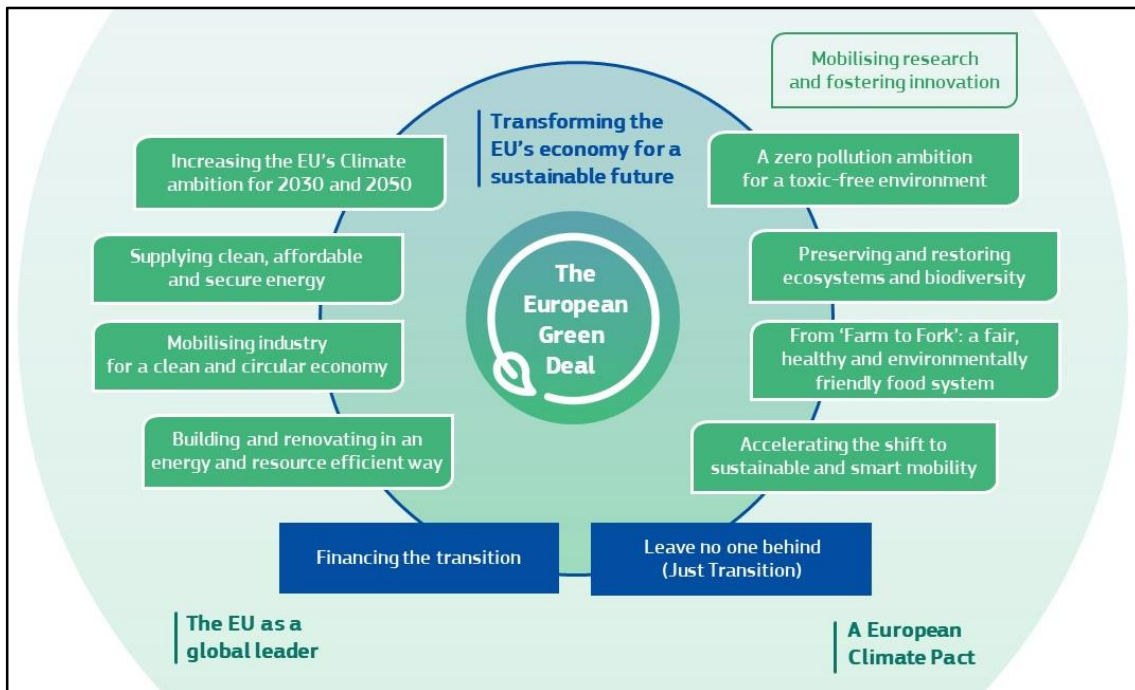 Mobilising research
and fostering innovation
Transforming the
EU's economy for a
sustainable future
Increasing the EU's Climate
ambition for 2030 and 2050
Supplying clean, affordable
and secure energy
Mobilising industry
for a clean and circular economy
Building and renovating in an
energy and resource efficient way
The
European
Green
Deal
A zero pollution ambition
for a toxic-free environment
Preserving and restoring
ecosystems and biodiversity
From ‘Farm to Fork’: a fair,
healthy and environmentally
friendly food system
Accelerating the shift to
sustainable and smart mobility
Financing the transition
Leave no one behind
(Just Transition)
The EU as a
global leader
A European
Climate Pact